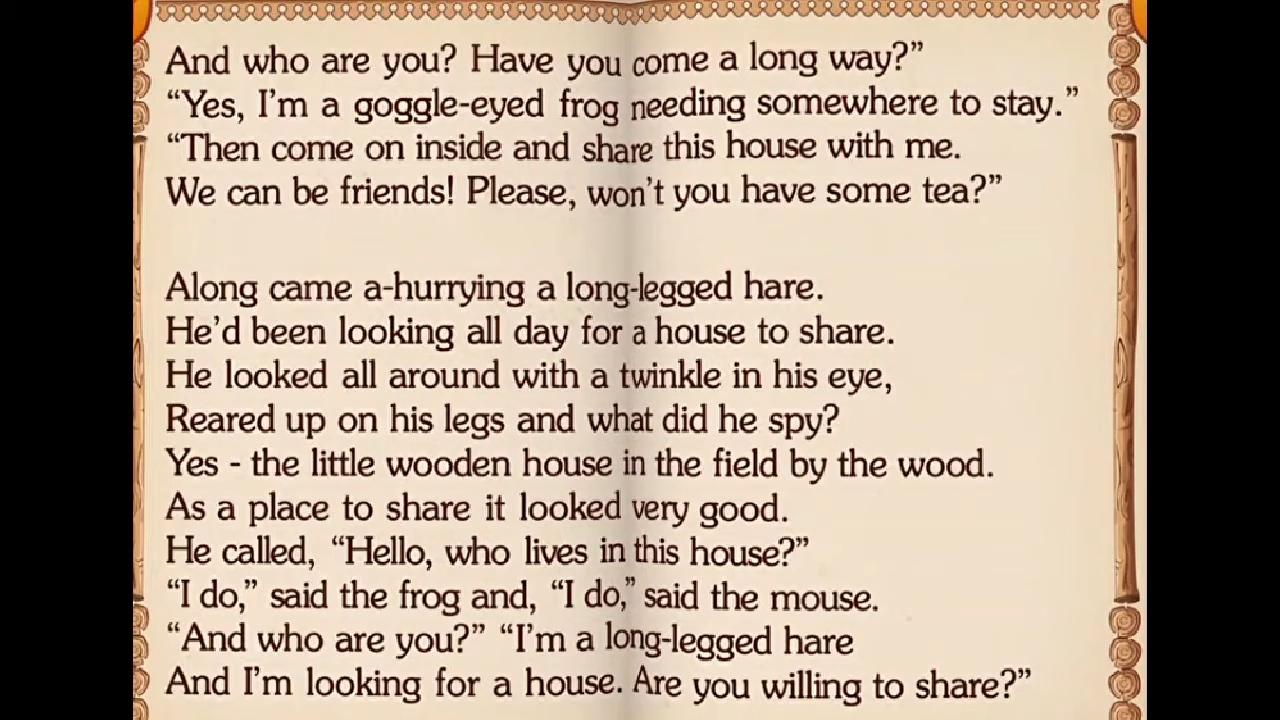 And who are you? Have you come a long way?”
“Yes, I’m a goggle-eyed frog needing somewhere to stay.”
“Then come on inside and share this house with me.
We can be friends! Please, won’t you have some tea?”
Along came a-hurrying a long-legged hare.
He’d been looking all day for a house to share.
He looked all around with a twinkle in his eye,
Reared up on his legs and what did he spy?
Yes - the little wooden house in the field by the wood.
As a place to share it looked very good.
He called, “Hello, who lives in this house?”
“I do,” said the frog and, “I do,” said the mouse.
“And who are you?” “I’m a long-legged hare
And I’m looking for a house. Are you willing to share?”